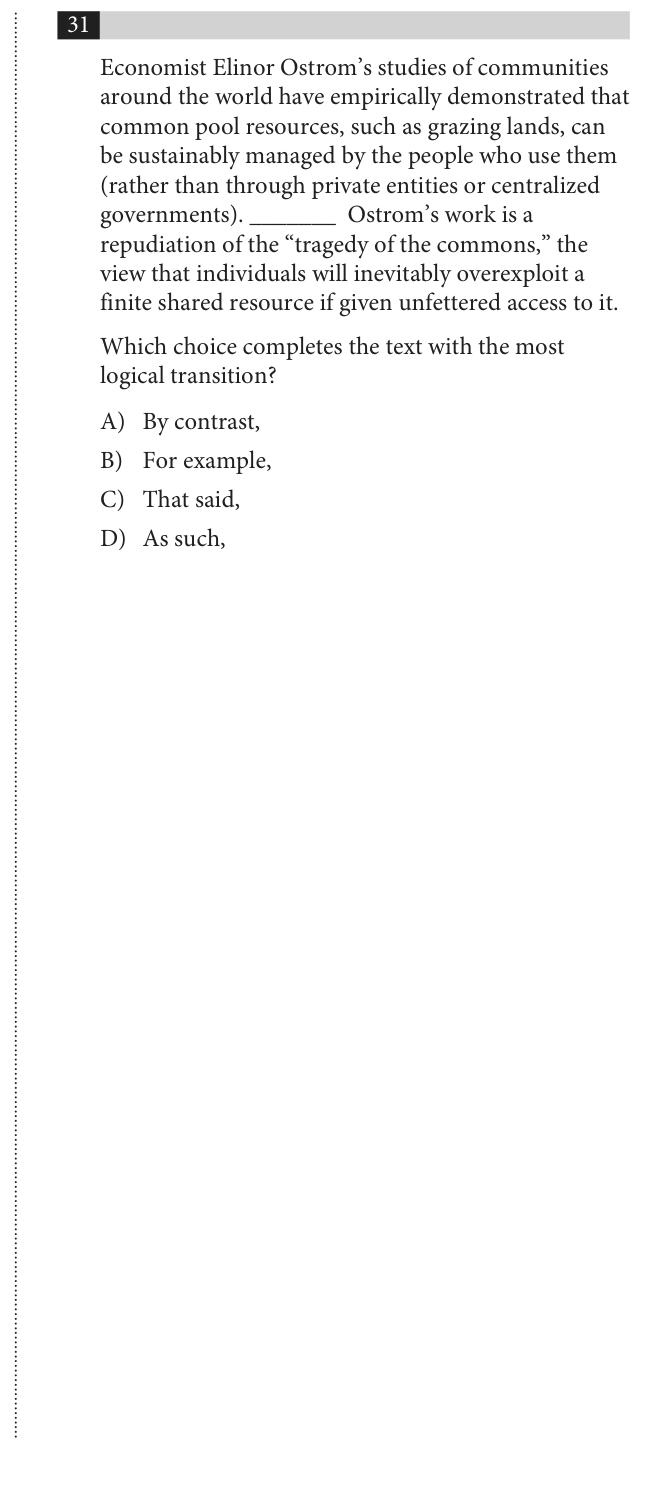 31
Economist Elinor Ostrom’s studies of communities
around the world have empirically demonstrated that
common pool resources, such as grazing lands, can
be sustainably managed by the people who use them
(rather than through private entities or centralized
governments). _______ Ostrom’s work is a
repudiation of the “tragedy of the commons,” the
view that individuals will inevitably overexploit a
finite shared resource if given unfettered access to it.
Which choice completes the text with the most
logical transition?
A) By contrast,
B) For example,
C) That said,
D) As such,